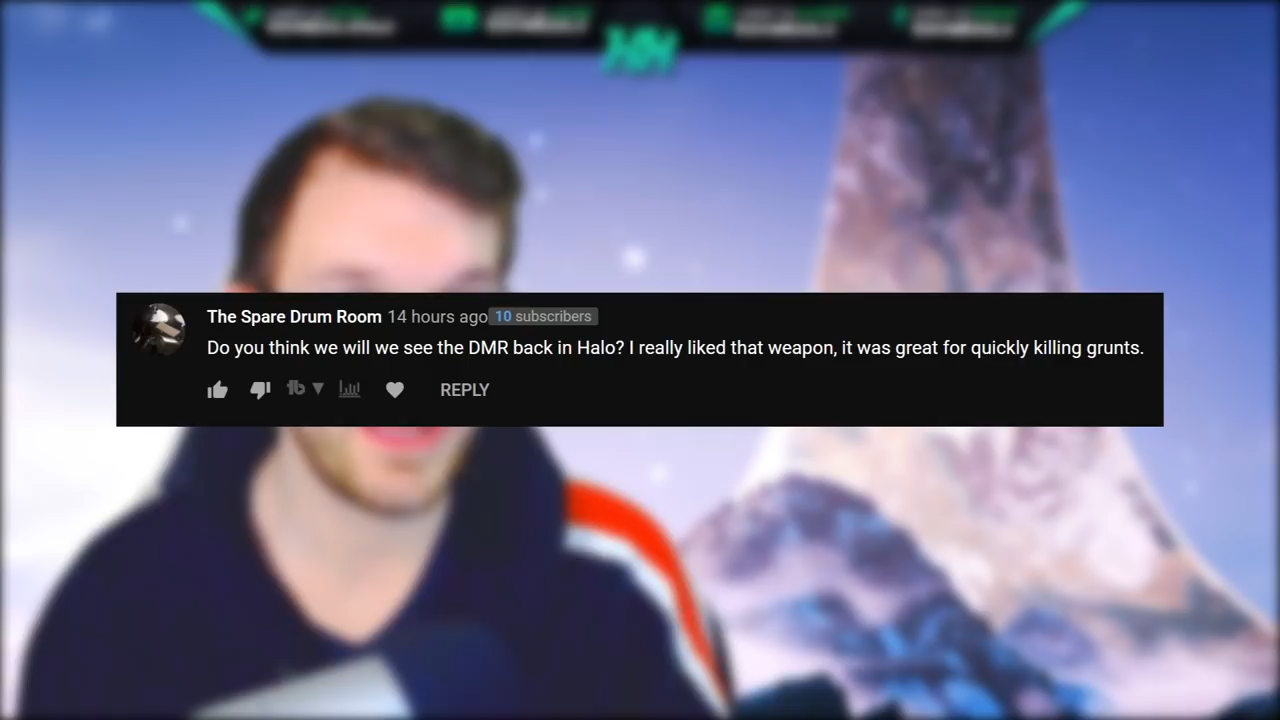 HH
The Spare Drum Room 14 hours ago 10 subscribers
Do you think we will we see the DMR back in Halo? I really liked that weapon, it was great for quickly killing grunts.
REPLY